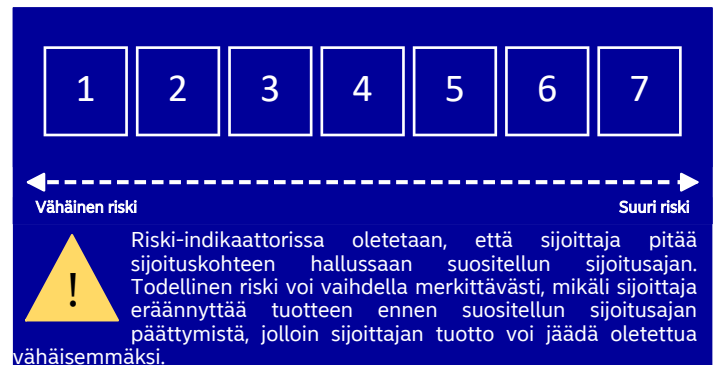 1 2 3 4 5 6 7
Vähäinen riski Suuri riski
Riski-indikaattorissa oletetaan, että sijoittaja pitää
sijoituskohteen hallussaan suositellun sijoitusajan.
Todellinen riski voi vaihdella merkittävästi, mikäli sijoittaja
eräännyttää tuotteen ennen suositellun sijoitusajan
päättymistä, jolloin sijoittajan tuotto voi jäädä oletettua
vähäisemmäksi.
!